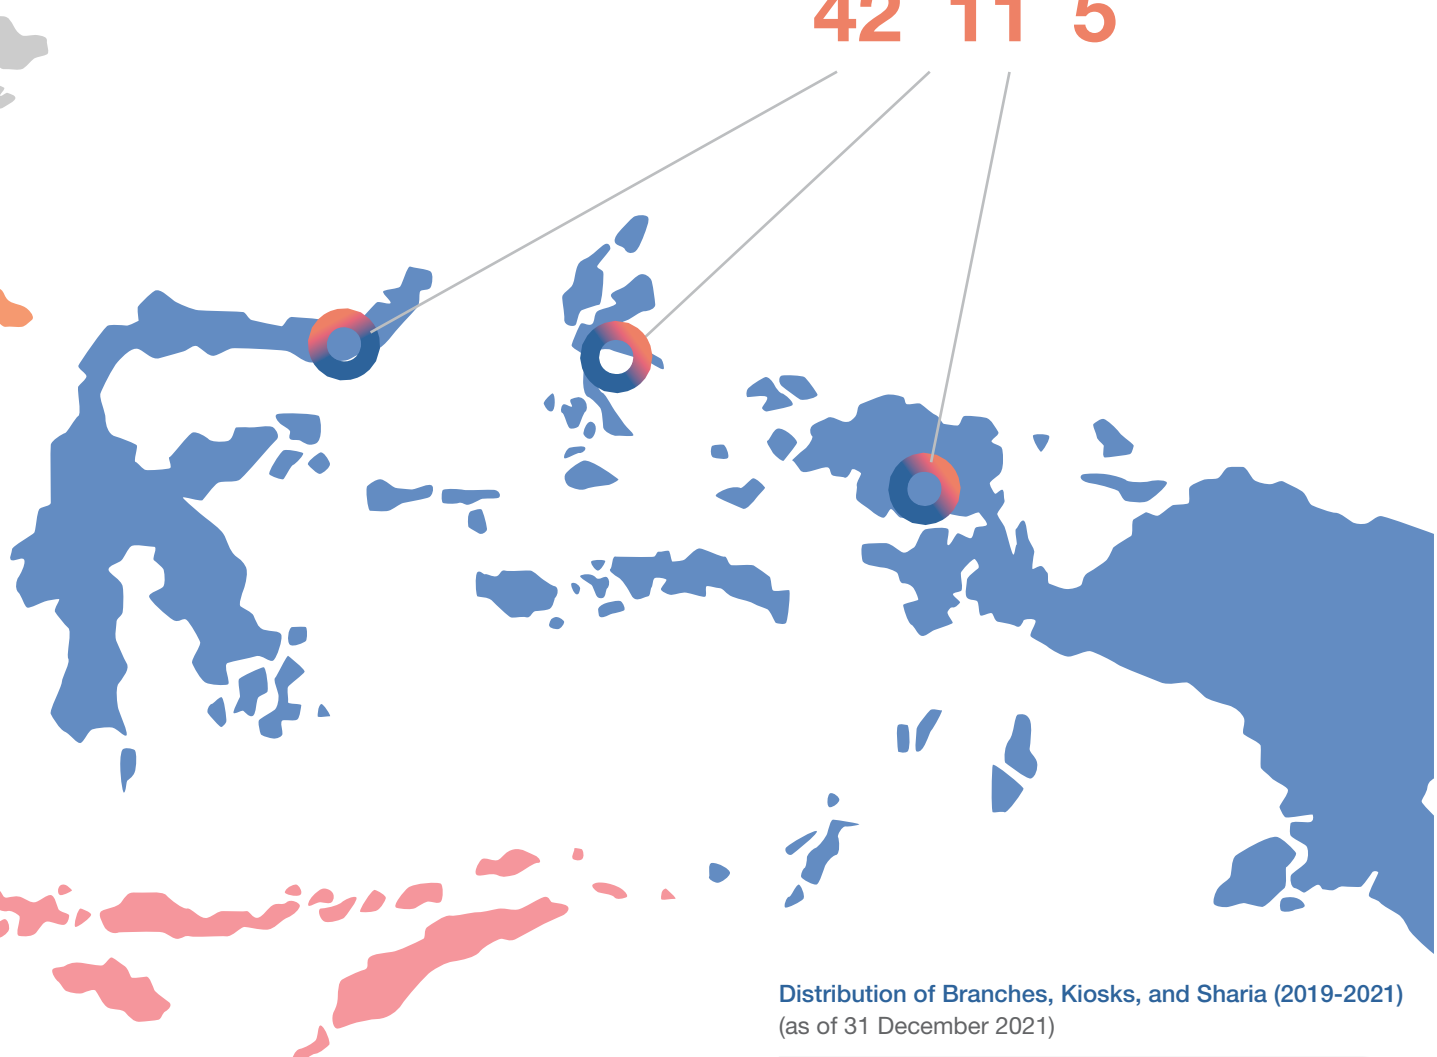 42 11 5
Distribution of Branches, Kiosks, and Sharia (2019-2021)
(as of 31 December 2021)